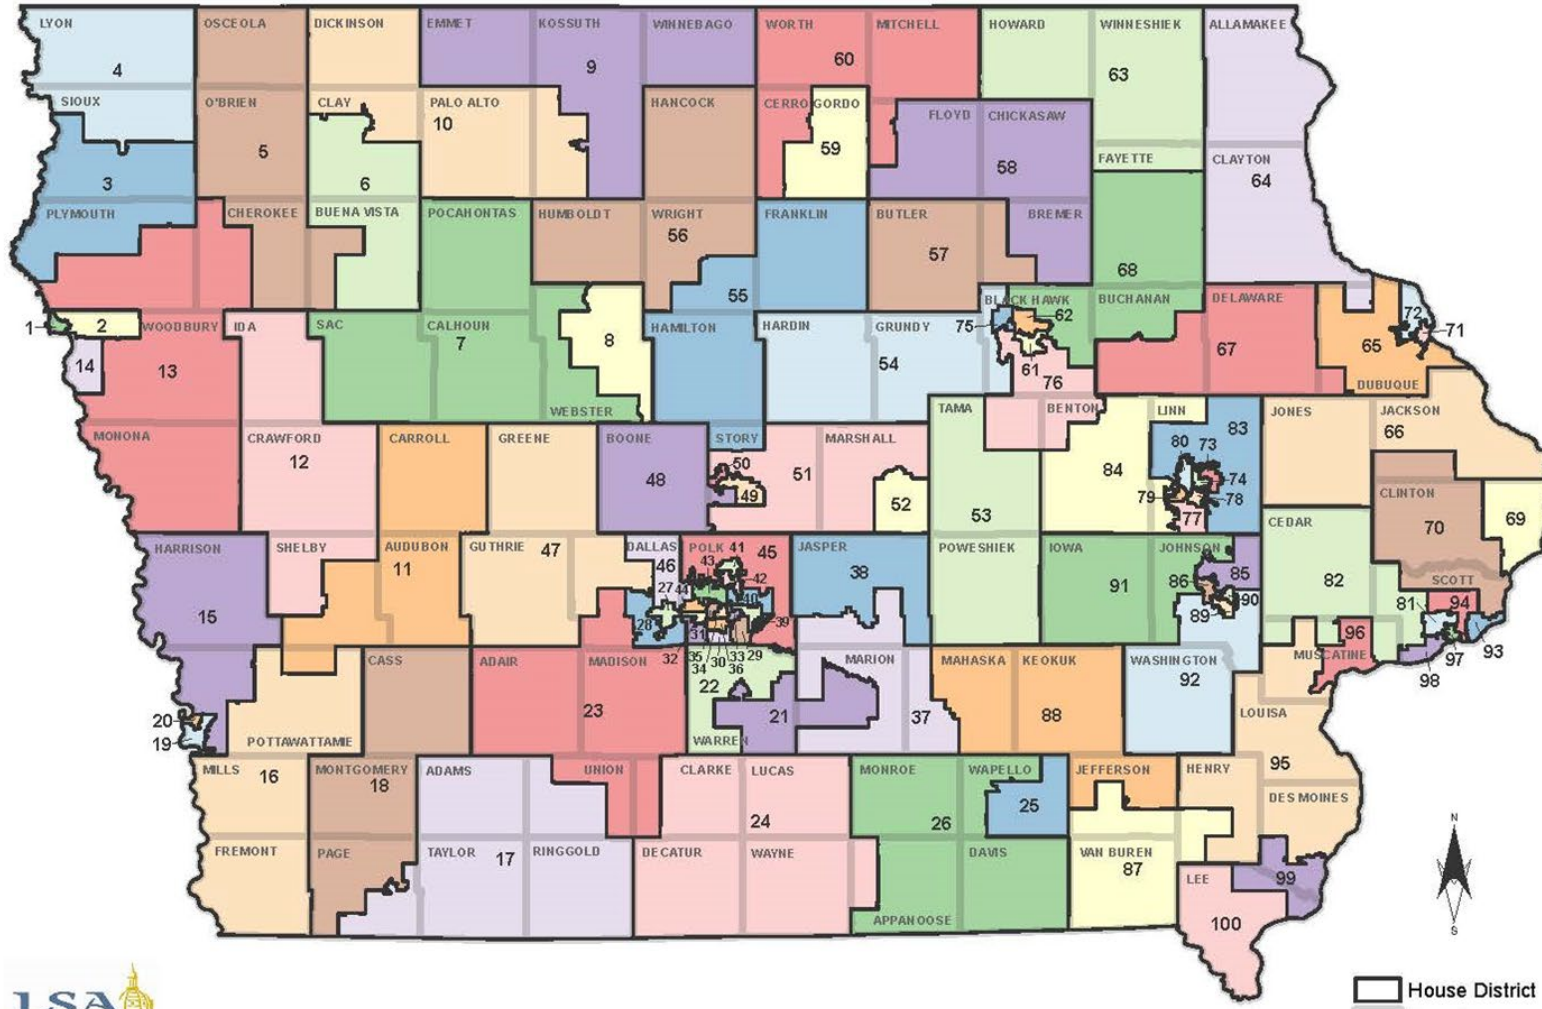 LYON OSCEOLA DICKINSON EMMET KOSSUTH WINNEBAGO WORTH MITCHELL HOWARD WINNESHIEK ALLAMAKEE
4 9 60 63
SIOUX O'BRIEN CLAY PALO ALTO HANCOCK CERRO GORDO FLOYD CHICKASAW
10
5 59 58 FAYETTE CLAYTON
3 6 64
PLYMOUTH CHEROKEE BUENA VISTA POCAHONTAS HUMBOLDT WRIGHT FRANKLIN BUTLER BREMER
56 57
68
55 BLACK HAWK BUCHANAN DELAWARE
1 2 WOODBURY IDA SAC CALHOUN HAMILTON HARDIN GRUNDY 75 62 72 71
7 8 54 61 67 65
14 13 76
WEBSTER TAMA BENTON LINN DUBUQUE JONES JACKSON
MONONA CRAWFORD CARROLL GREENE BOONE STORY MARSHALL 80 73 83 66
12 48 50 51 84 74
49 52 79 78 CLINTON
77 69
53 CEDAR 70
HARRISON SHELBY AUDUBON GUTHRIE 47 DALLAS POLK 41 45 JASPER POWESHIEK IOWA JOHNSON
11 46 43 38 86 85 SCOTT
27 44 42 91 82
15 40 89 90 81 94
28 31 39 96 97 93
32 35 30 33 29 MUSCATINE
CASS ADAIR MADISON 34 36 MARION MAHASKA KEOKUK WASHINGTON 98
22 92
20 23 21 37 88 LOUISA
19 POTTAWATTAMIE WARREN
MILLS 16 MONTGOMERY ADAMS UNION CLARKE LUCAS MONROE WAPELLO JEFFERSON HENRY 95
18 25 DES MOINES
24 26
FREMONT PAGE TAYLOR 17 RINGGOLD DECATUR WAYNE DAVIS VAN BUREN
87 LEE 99
APPANOOSE 100
N
S
LSA
House District